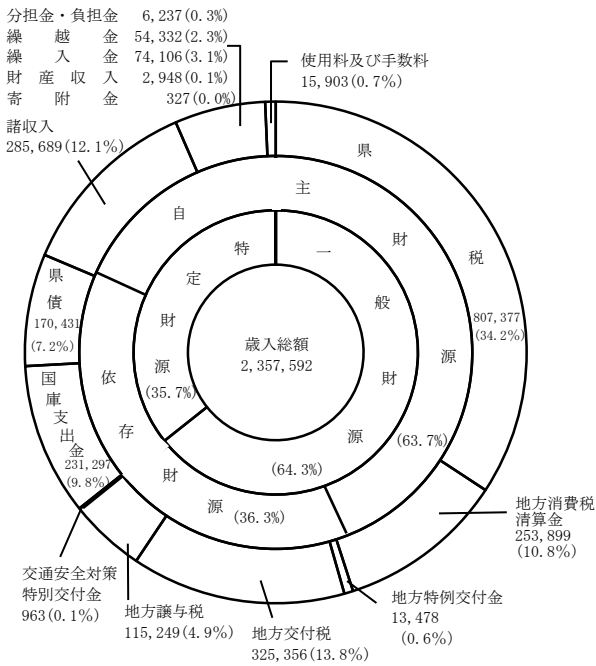 分担金・負担金 6,237(0.3%)
繰越金 54,332(2.3%)
繰入金 74,106(3.1%)
財産収入 2,948(0.1%)
寄附金 327(0.0%)
使用料及び手数料
15,903(0.7%)
諸収入
285,689(12.1%)
県税
807,377
(34.2%)
自主財源
(63.7%)
特定財源
(35.7%)
一般財源
(64.3%)
歳入総額
2,357,592
県債
170,431
(7.2%)
国庫支出金
231,297
(9.8%)
依存財源
(36.3%)
地方消費税
清算金
253,899
(10.8%)
交通安全対策
特別交付金
963(0.1%)
地方譲与税
115,249(4.9%)
地方交付税
325,356(13.8%)
地方特例交付金
13,478
(0.6%)